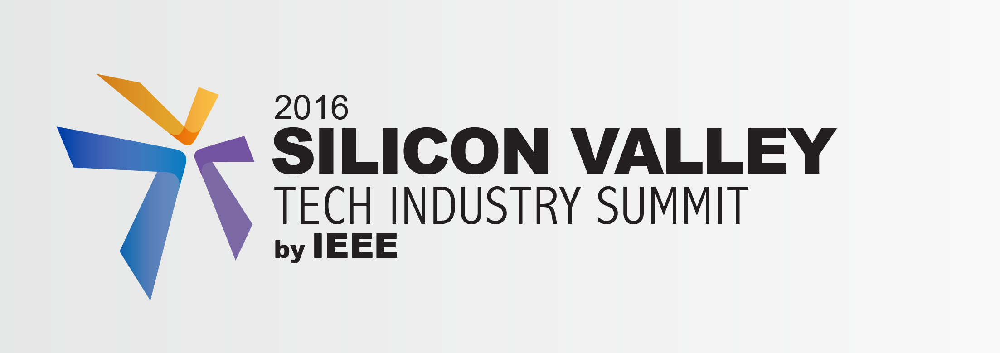 2016
SILICON VALLEY
TECH INDUSTRY SUMMIT
by IEEE